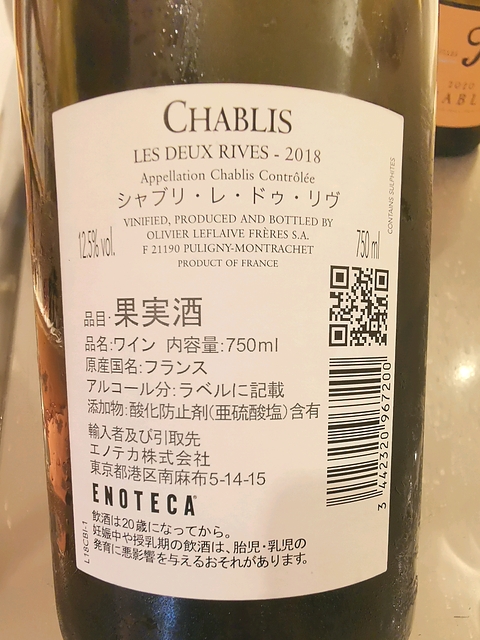 CHABLIS
LES DEUX RIVES - 2018
Appellation Chablis Contrôlée
シャブリ・レ・ドゥ・リヴ
VINIFIED, PRODUCED AND BOTTLED BY
OLIVIER LEFLAIVE FRÈRES S.A.
F 21190 PULIGNY-MONTRACHET
PRODUCT OF FRANCE
12.5% vol.
750 ml
CONTAINS SULPHITES
品目・果実酒
品名:ワイン 内容量:750ml
原産国名:フランス
アルコール分:ラベルに記載
添加物:酸化防止剤(亜硫酸塩)含有
輸入者及び引取先
エノテカ株式会社
東京都港区南麻布5-14-15
ENOTECA
飲酒は20歳になってから。
妊娠中や授乳期の飲酒は、胎児・乳児の
発育に悪影響を与えるおそれがあります。
3 442320 967200
ABL